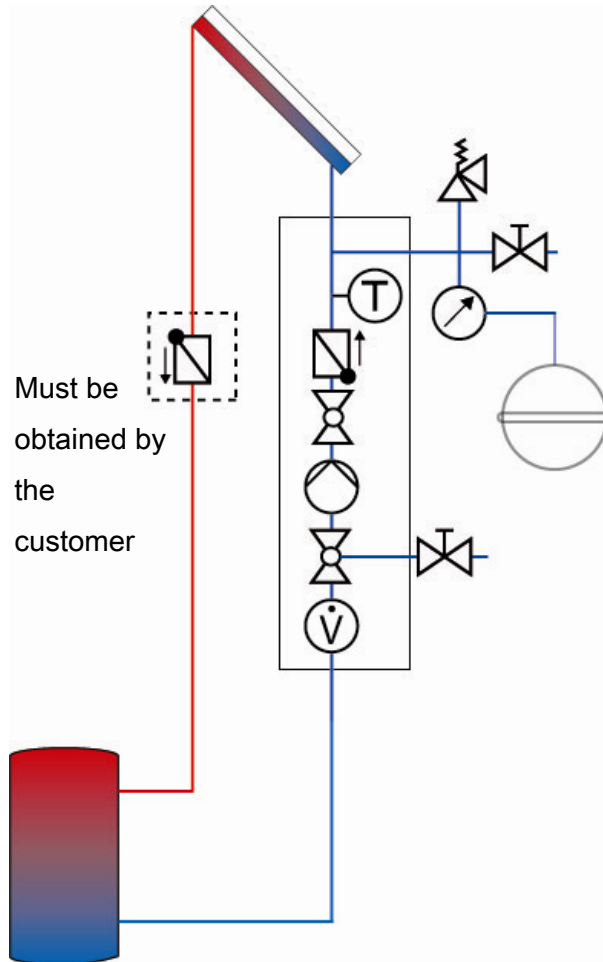 T
Must be
obtained by
the
customer
V̇